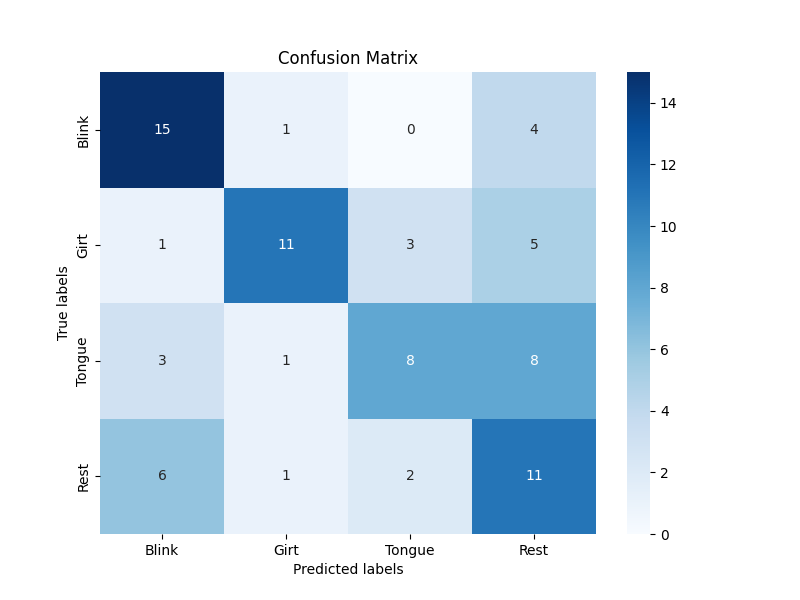 Confusion Matrix
True labels
Blink
15 1 0 4
Girt
1 11 3 5
Tongue
3 1 8 8
Rest
6 1 2 11
Blink Girt Tongue Rest
Predicted labels
14
12
10
8
6
4
2
0